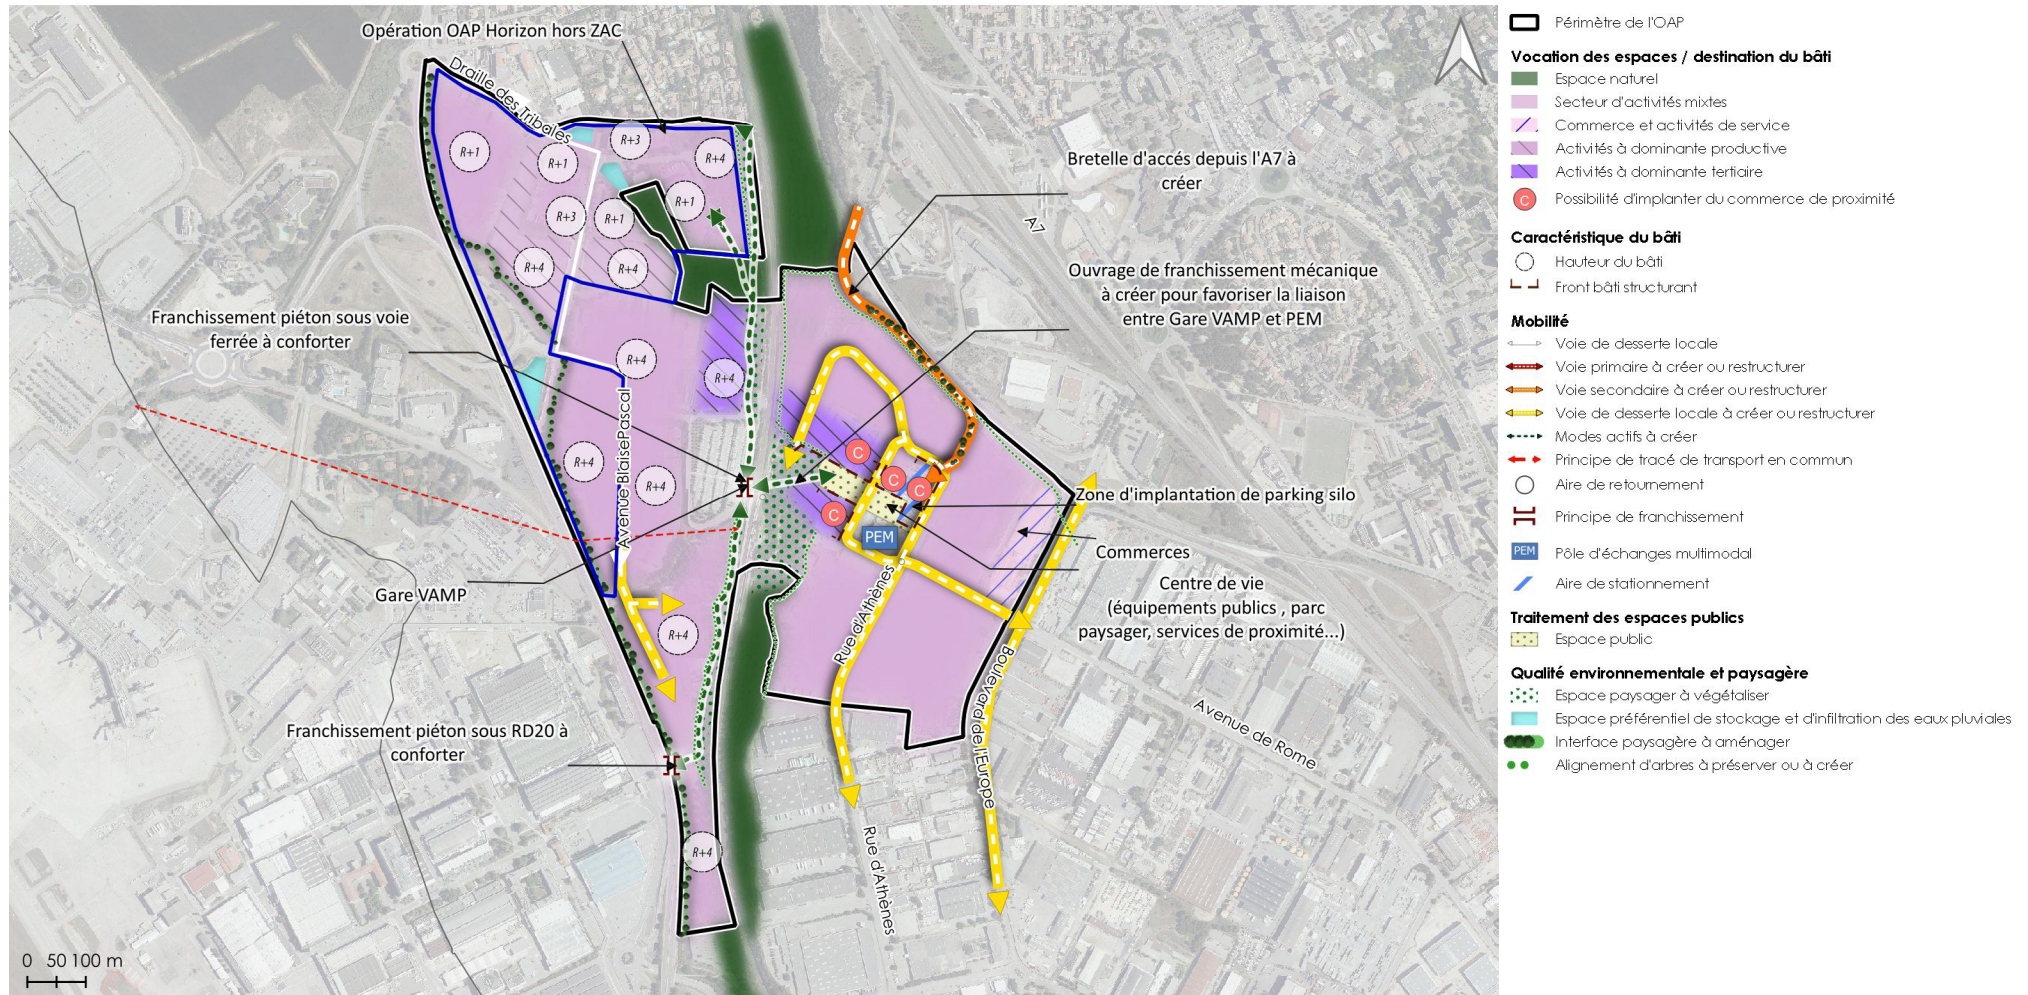 Opération OAP Horizon hors ZAC
Draille des Tribales
R+1
R+1
R+3
R+4
R+3
R+1
R+1
R+4
R+4
Bretelle d'accés depuis l'A7 à
créer
A7
Ouvrage de franchissement mécanique
à créer pour favoriser la liaison
entre Gare VAMP et PEM
Franchissement piéton sous voie
ferrée à conforter
R+4
R+4
Avenue Blaise Pascal
R+4
R+4
C
C
C
C
PEM
Zone d'implantation de parking silo
Commerces
Gare VAMP
Centre de vie
(équipements publics , parc
paysager, services de proximité...)
R+4
Rue d'Athènes
Boulevard de l'Europe
Avenue de Rome
Franchissement piéton sous RD20 à
conforter
R+4
Rue d'Athènes
0 50 100 m
Périmètre de l'OAP
Vocation des espaces / destination du bâti
Espace naturel
Secteur d'activités mixtes
Commerce et activités de service
Activités à dominante productive
Activités à dominante tertiaire
C Possibilité d'implanter du commerce de proximité
Caractéristique du bâti
Hauteur du bâti
Front bâti structurant
Mobilité
Voie de desserte locale
Voie primaire à créer ou restructurer
Voie secondaire à créer ou restructurer
Voie de desserte locale à créer ou restructurer
Modes actifs à créer
Principe de tracé de transport en commun
Aire de retournement
Principe de franchissement
PEM Pôle d'échanges multimodal
Aire de stationnement
Traitement des espaces publics
Espace public
Qualité environnementale et paysagère
Espace paysager à végétaliser
Espace préférentiel de stockage et d'infiltration des eaux pluviales
Interface paysagère à aménager
Alignement d'arbres à préserver ou à créer